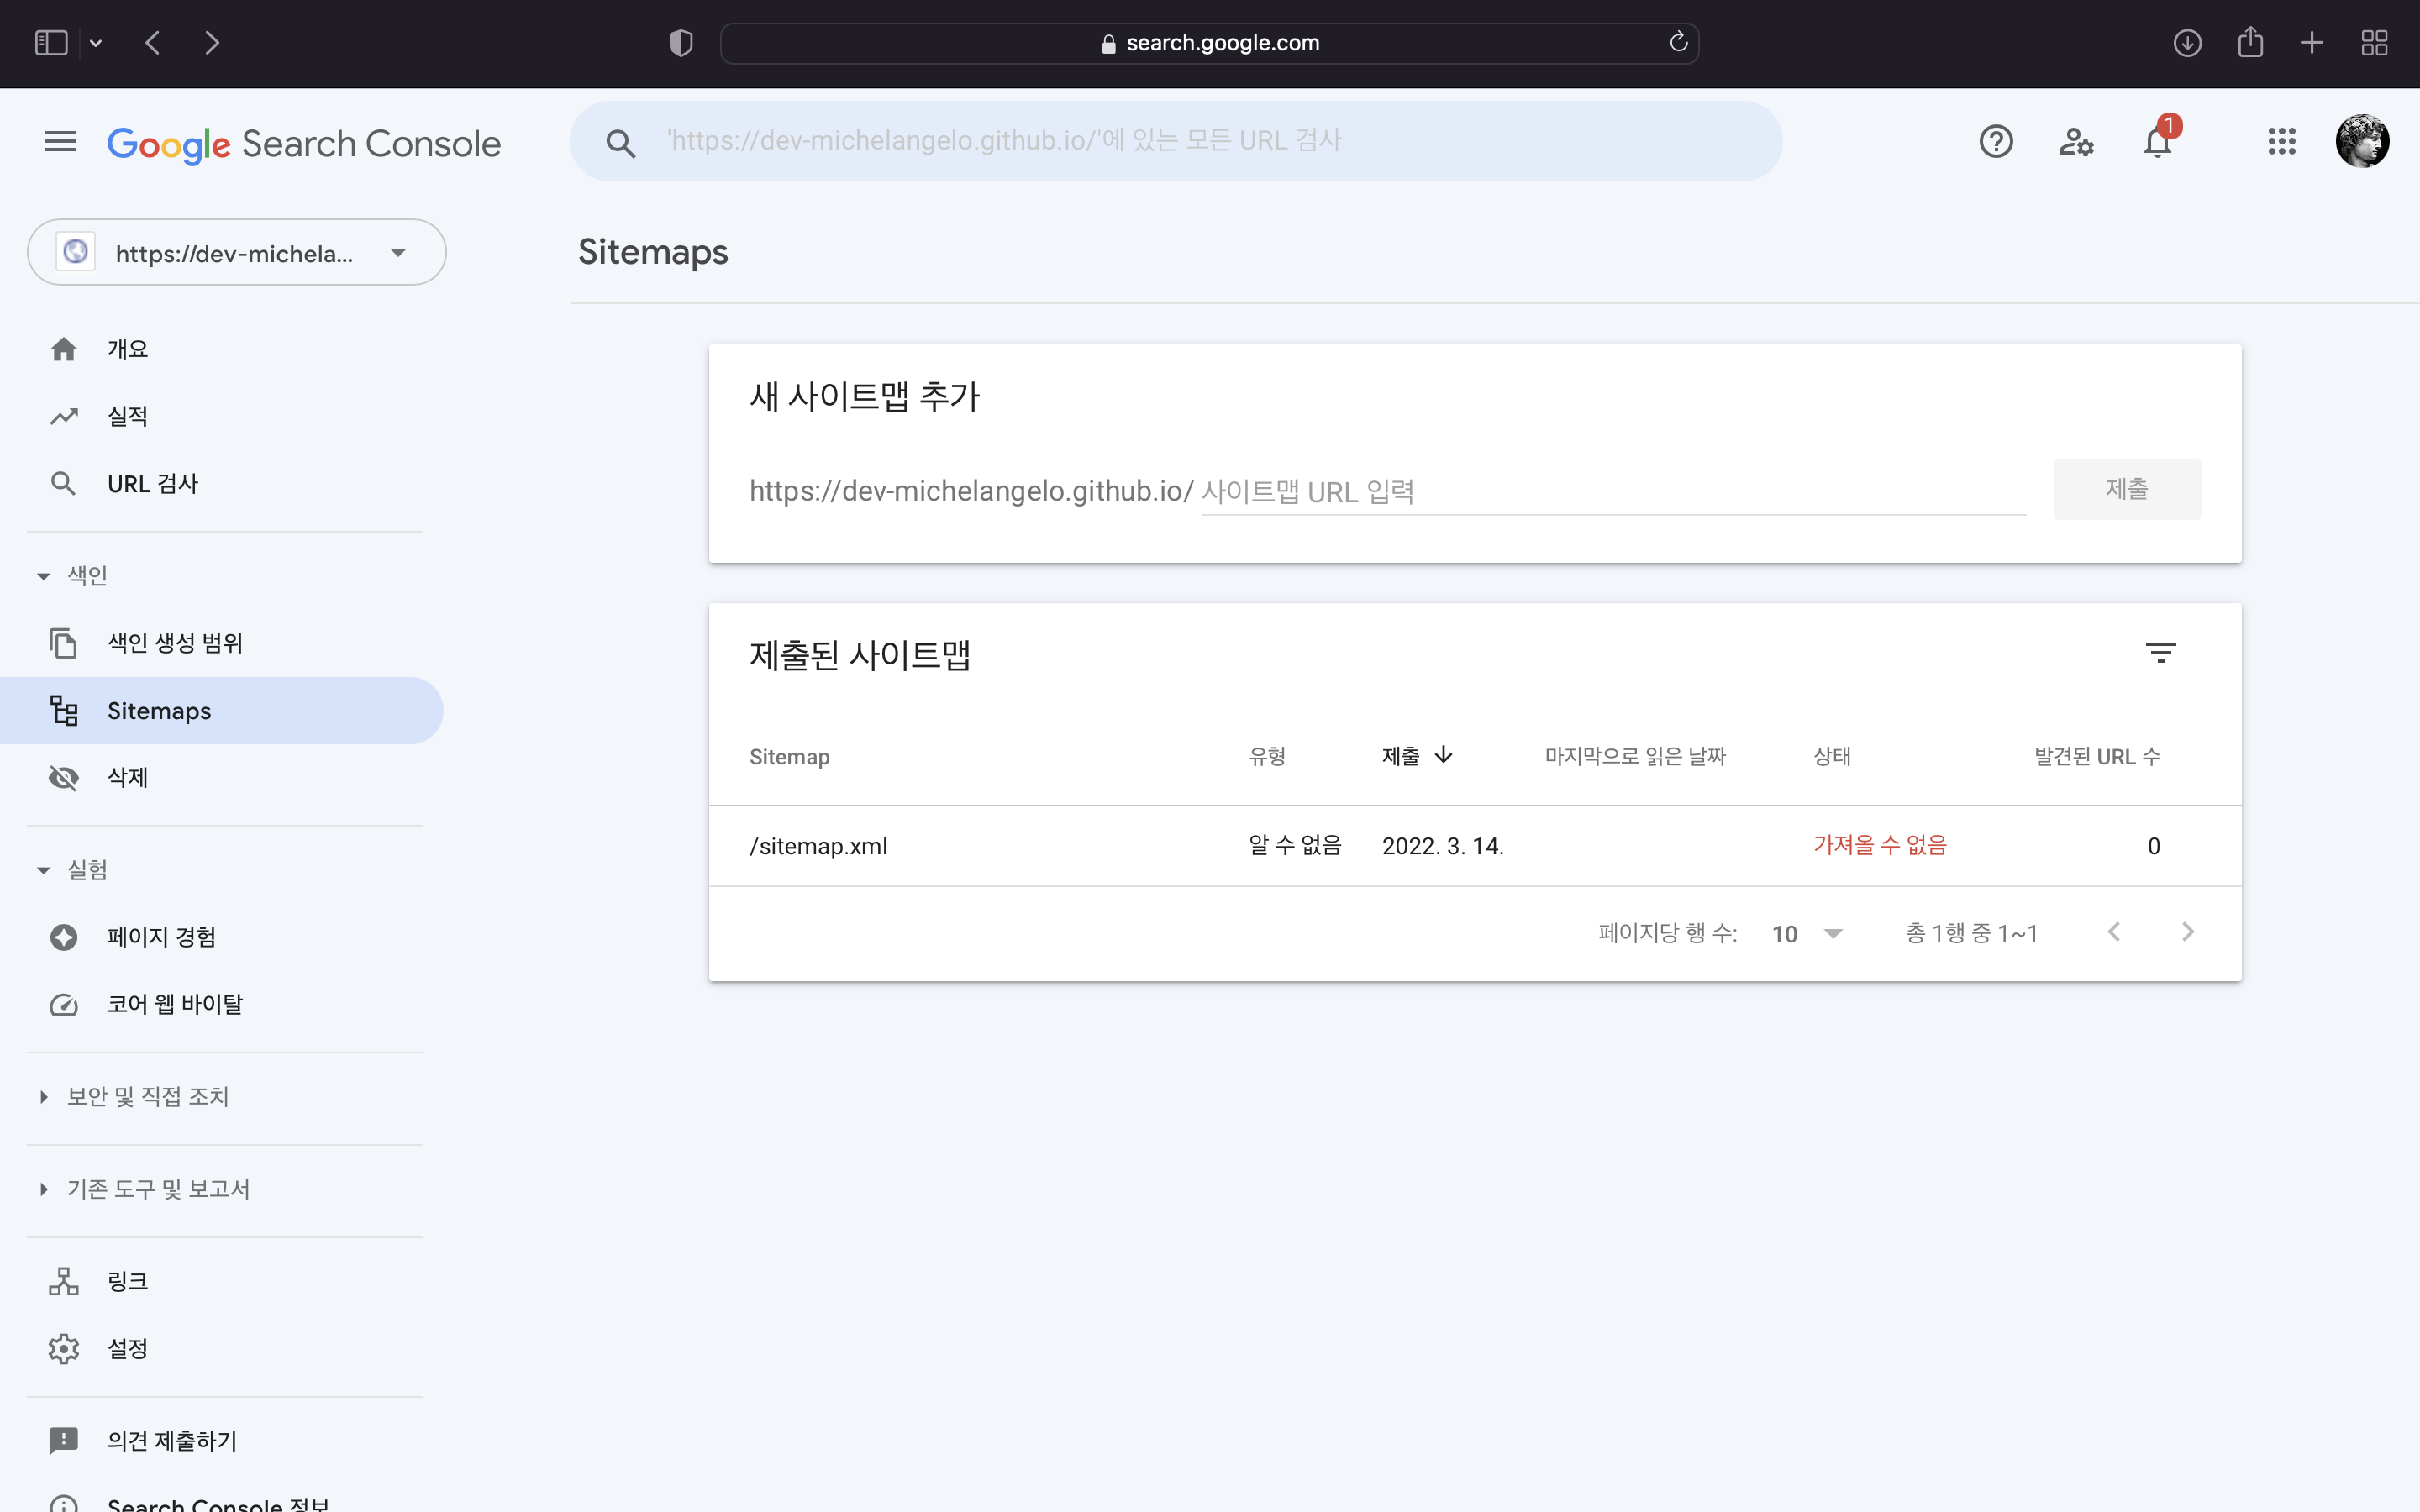 search.google.com
Google Search Console
'https://dev-michelangelo.github.io/'에 있는 모든 URL 검사
1
https://dev-michela...
Sitemaps
개요
실적
URL 검사
색인
색인 생성 범위
Sitemaps
삭제
실험
페이지 경험
코어 웹 바이탈
보안 및 직접 조치
기존 도구 및 보고서
링크
설정
의견 제출하기
Search Console 정보
새 사이트맵 추가
https://dev-michelangelo.github.io/ 사이트맵 URL 입력
제출
제출된 사이트맵
Sitemap 유형 제출 마지막으로 읽은 날짜 상태 발견된 URL 수
/sitemap.xml 알 수 없음 2022. 3. 14. 가져올 수 없음 0
페이지당 행 수: 10 총 1행 중 1~1